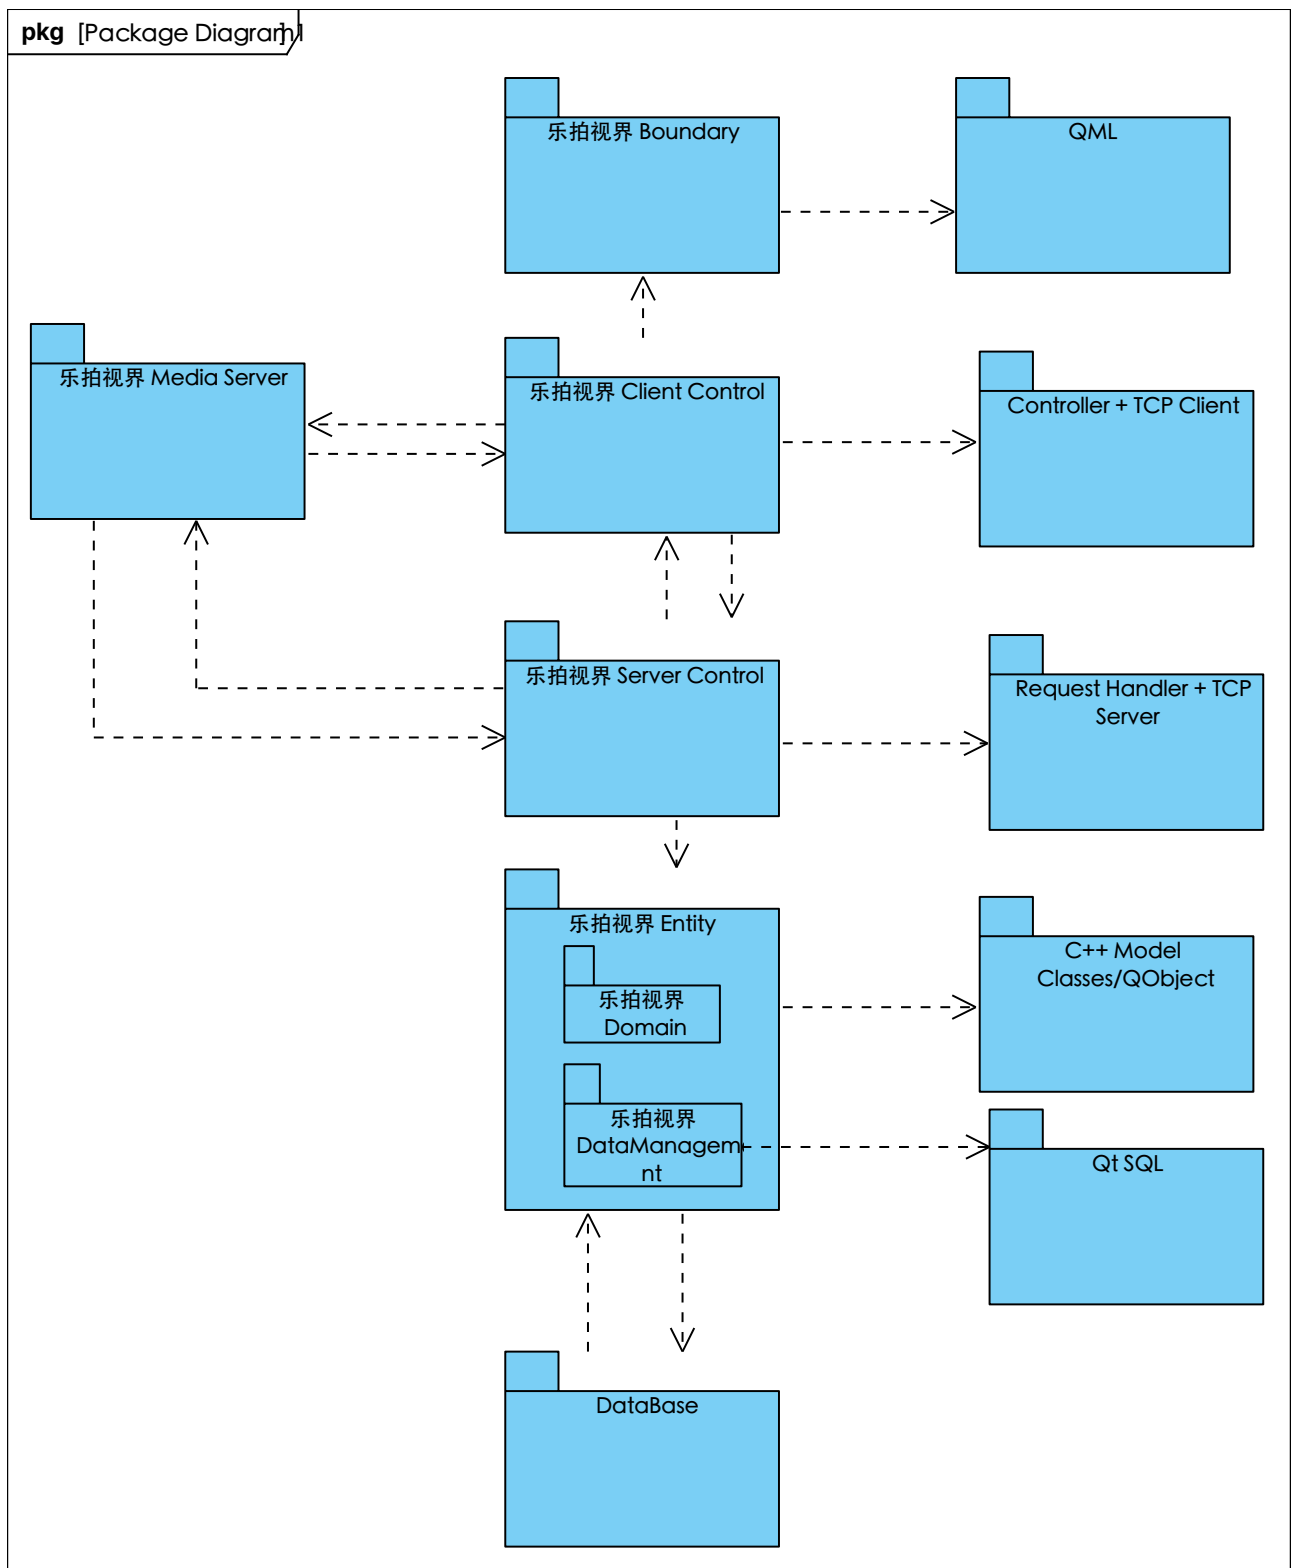 pkg [Package Diagram1]
乐拍视界 Boundary
QML
乐拍视界 Media Server
乐拍视界 Client Control
Controller + TCP Client
乐拍视界 Server Control
Request Handler + TCP
Server
乐拍视界 Entity
乐拍视界
Domain
C++ Model
Classes/QObject
乐拍视界
DataManagem
nt
Qt SQL
DataBase